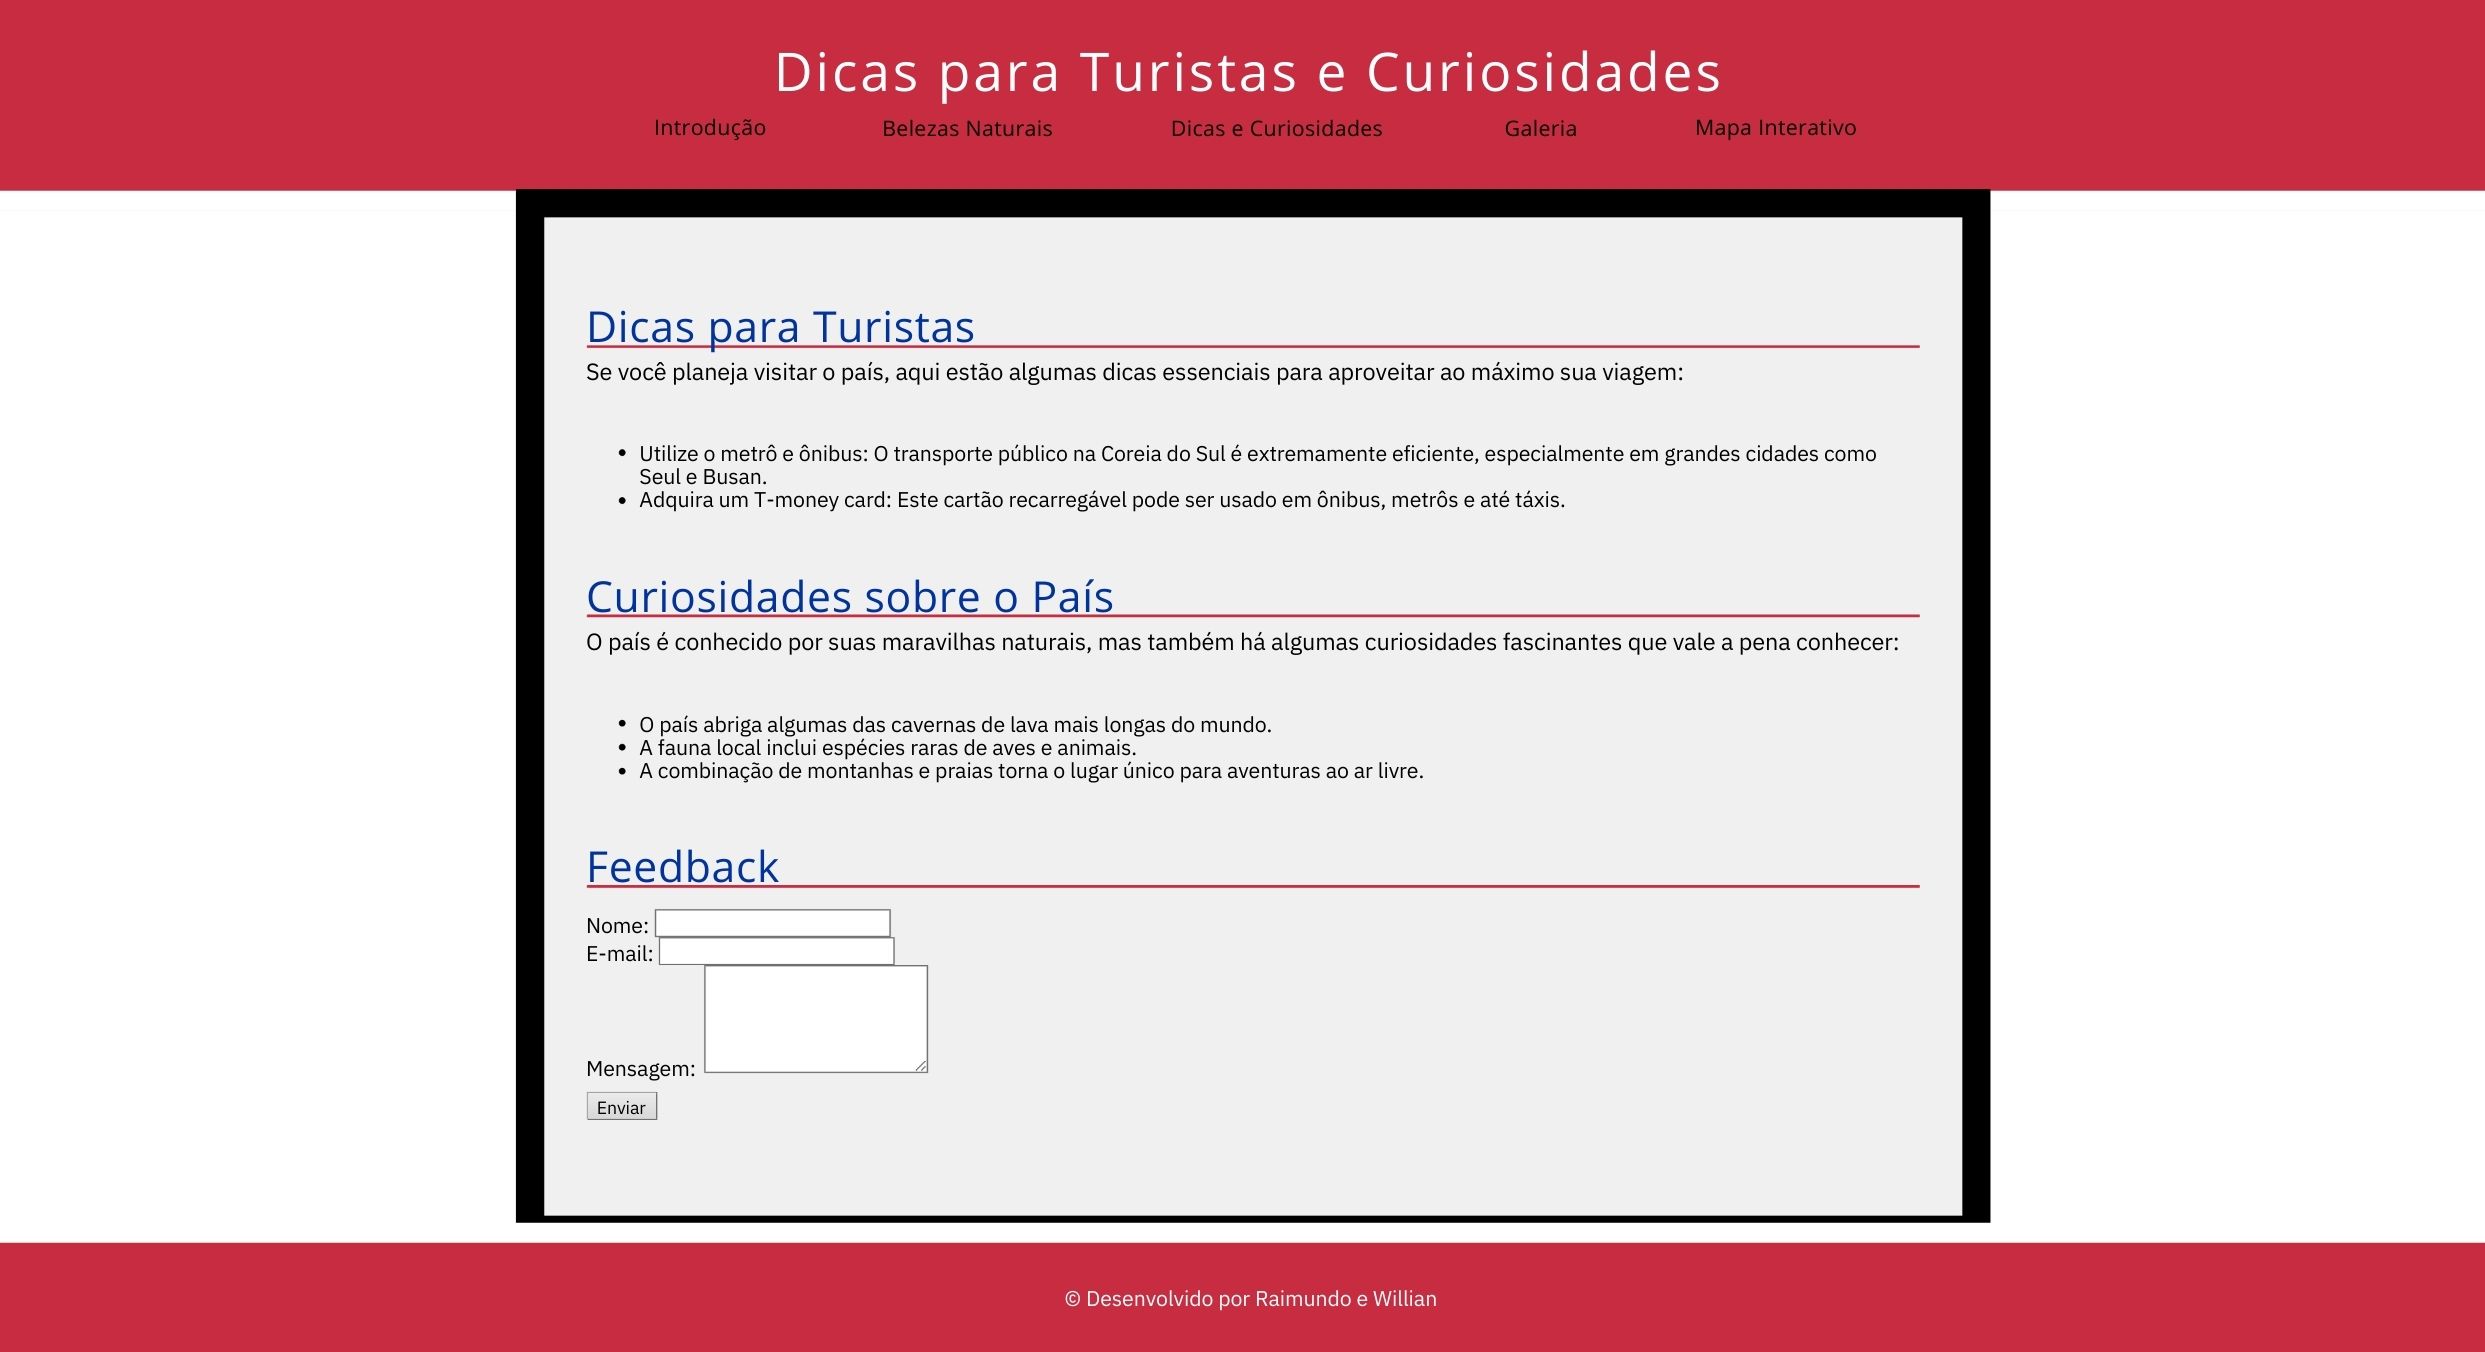 Dicas para Turistas e Curiosidades
Introdução
Belezas Naturais
Dicas e Curiosidades
Galeria
Mapa Interativo
Dicas para Turistas
Se você planeja visitar o país, aqui estão algumas dicas essenciais para aproveitar ao máximo sua viagem:
• Utilize o metrô e ônibus: O transporte público na Coreia do Sul é extremamente eficiente, especialmente em grandes cidades como
Seul e Busan.
• Adquira um T-money card: Este cartão recarregável pode ser usado em ônibus, metrôs e até táxis.
Curiosidades sobre o País
O país é conhecido por suas maravilhas naturais, mas também há algumas curiosidades fascinantes que vale a pena conhecer:
• O país abriga algumas das cavernas de lava mais longas do mundo.
• A fauna local inclui espécies raras de aves e animais.
• A combinação de montanhas e praias torna o lugar único para aventuras ao ar livre.
Feedback
Nome:
E-mail:
Mensagem:
Enviar
© Desenvolvido por Raimundo e Willian